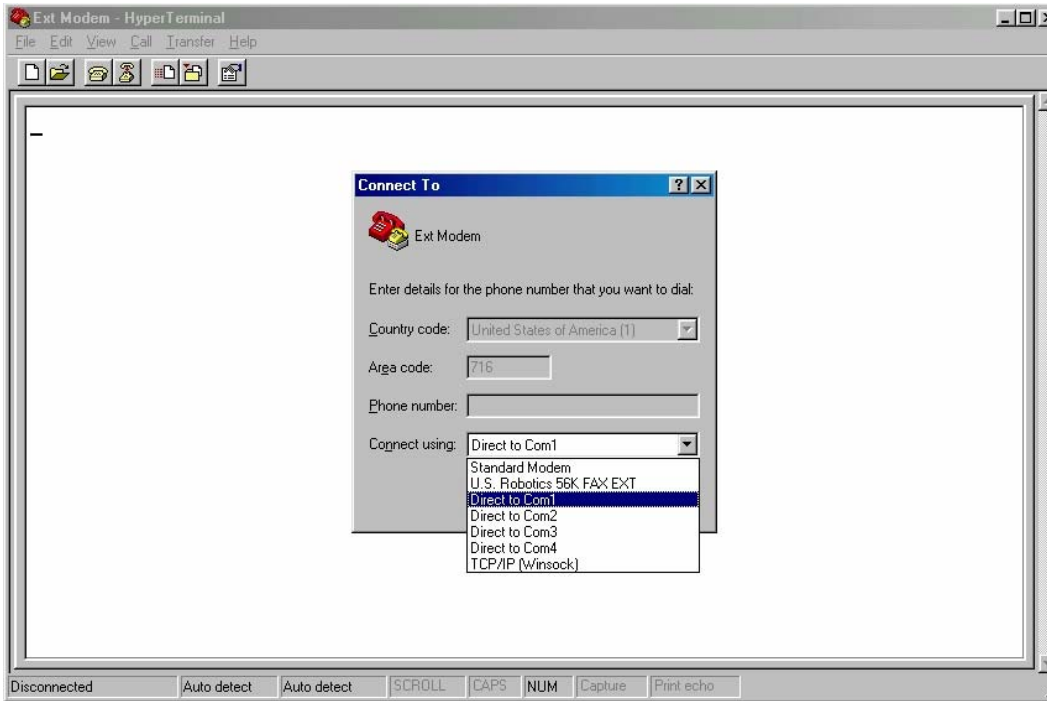 Ext Modem - HyperTerminal
File Edit View Call Transfer Help
Connect To
Ext Modem
Enter details for the phone number that you want to dial:
Country code: United States of America (1)
Area code: 716
Phone number:
Connect using: Direct to Com1
Standard Modem
U.S. Robotics 56K FAX EXT
Direct to Com1
Direct to Com2
Direct to Com3
Direct to Com4
TCP/IP (Winsock)
Disconnected Auto detect Auto detect SCROLL CAPS NUM Capture Print echo